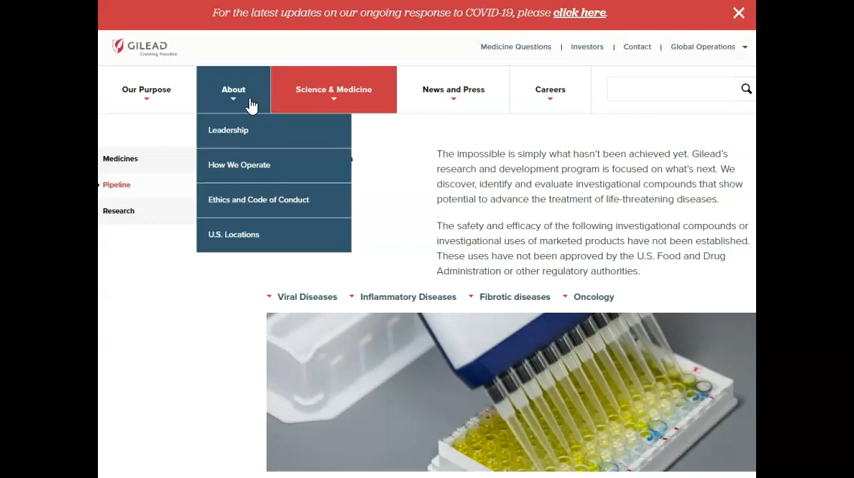 For the latest updates on our ongoing response to COVID-19, please click here.
GILEAD
Creating Possible
Medicine Questions | Investors | Contact | Global Operations
Our Purpose
About
Science & Medicine
News and Press
Careers
Leadership
How We Operate
Ethics and Code of Conduct
U.S. Locations
Medicines
Pipeline
Research
The impossible is simply what hasn't been achieved yet. Gilead's
research and development program is focused on what's next. We
discover, identify and evaluate investigational compounds that show
potential to advance the treatment of life-threatening diseases.
The safety and efficacy of the following investigational compounds or
investigational uses of marketed products have not been established.
These uses have not been approved by the U.S. Food and Drug
Administration or other regulatory authorities.
Viral Diseases
Inflammatory Diseases
Fibrotic diseases
Oncology